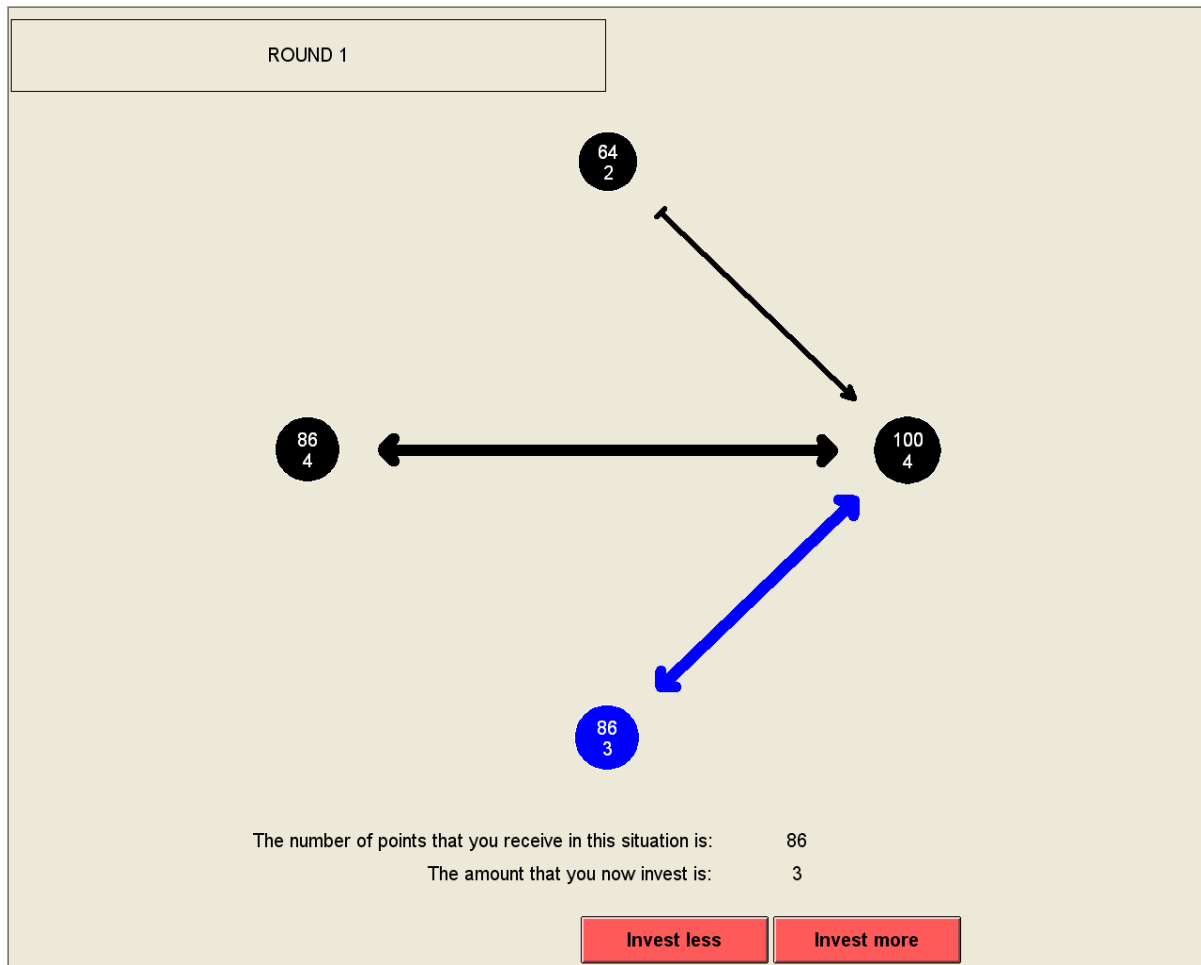 ROUND 1
64
2
86
4
100
4
86
3
The number of points that you receive in this situation is: 86
The amount that you now invest is: 3
Invest less Invest more